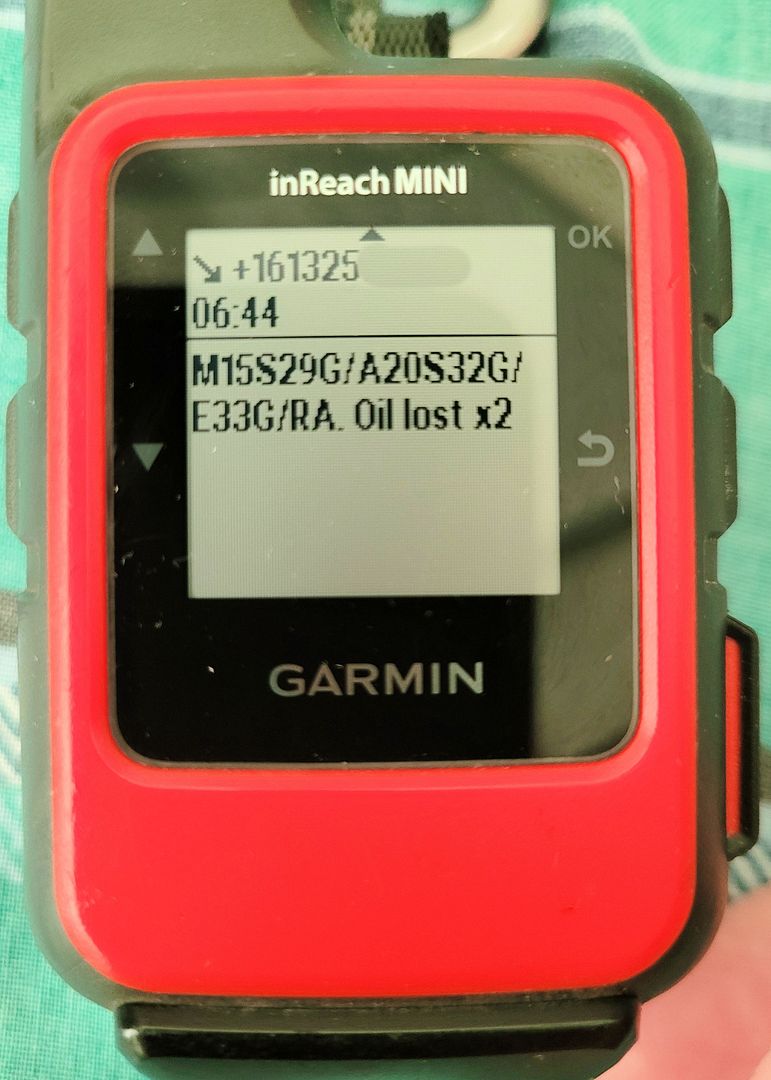 inReach MINI
OK
+161325
06:44
M15S29G/A20S32G/
E33G/RA. Oil lost x2
GARMIN